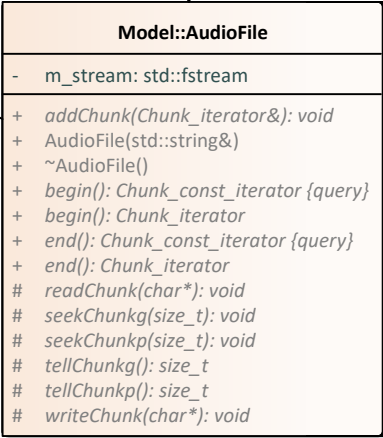 Model::AudioFile
- m_stream: std::fstream
+ addChunk(Chunk_iterator&): void
+ AudioFile(std::string&)
+ ~AudioFile()
+ begin(): Chunk_const_iterator {query}
+ begin(): Chunk_iterator
+ end(): Chunk_const_iterator {query}
+ end(): Chunk_iterator
# readChunk(char*): void
# seekChunkg(size_t): void
# seekChunkp(size_t): void
# tellChunkg(): size_t
# tellChunkp(): size_t
# writeChunk(char*): void